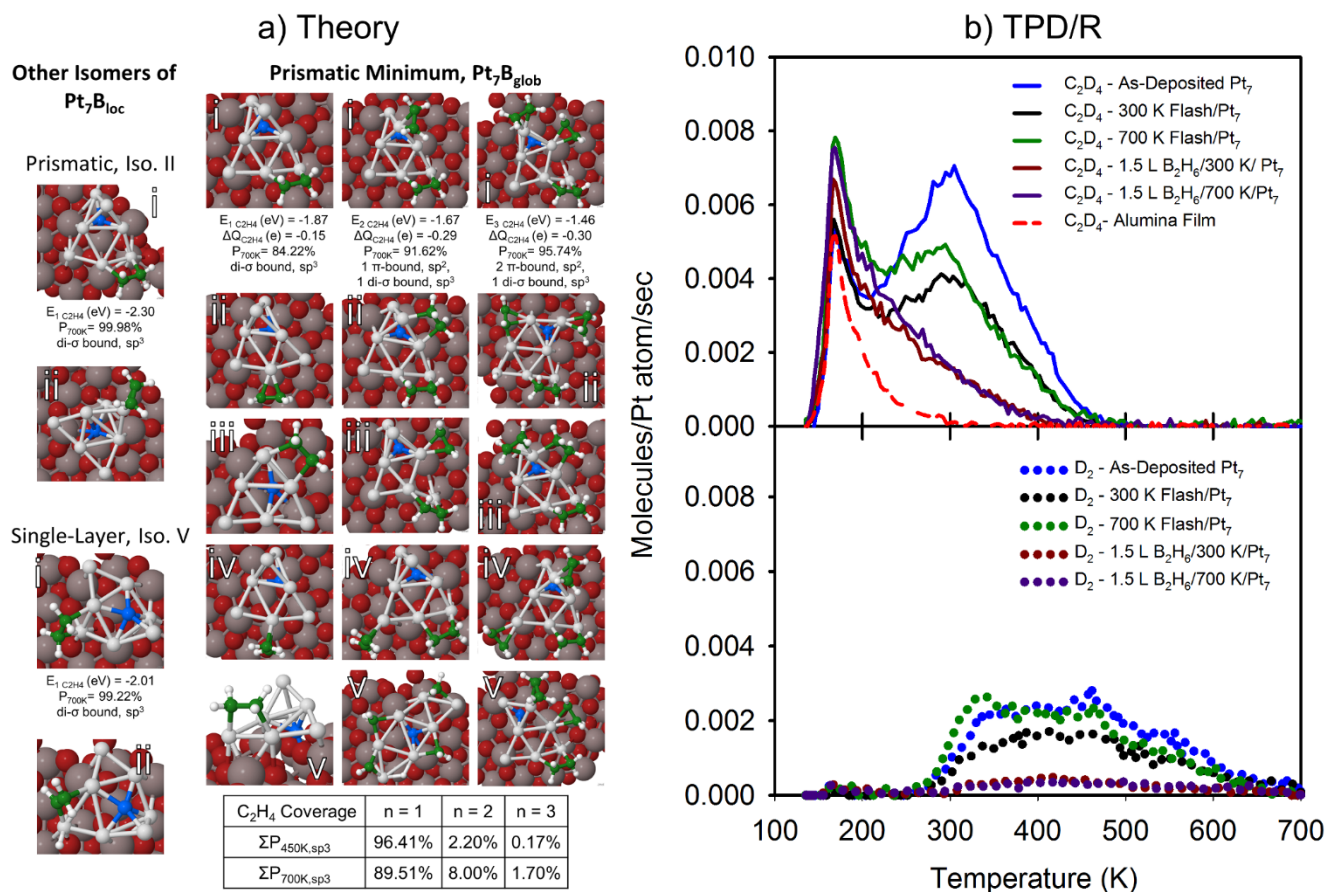 a) Theory
Other Isomers of
Pt7Bloc
Prismatic, Iso. II
i
E1 C2H4 (eV) = -2.30
P700K= 99.98%
di-σ bound, sp3
ii
Single-Layer, Iso. V
i
E1 C2H4 (eV) = -2.01
P700K= 99.22%
di-σ bound, sp3
ii
Prismatic Minimum, Pt7Bglob
i
i
i
E1 C2H4 (eV) = -1.87
ΔQC2H4 (e) = -0.15
P700K= 84.22%
di-σ bound, sp3
E2 C2H4 (eV) = -1.67
ΔQC2H4 (e) = -0.29
P700K= 91.62%
1 π-bound, sp2,
1 di-σ bound, sp3
E3 C2H4 (eV) = -1.46
ΔQC2H4 (e) = -0.30
P700K= 95.74%
2 π-bound, sp2,
1 di-σ bound, sp3
ii
ii
ii
iii
iii
iii
iv
iv
iv
v
v
v
C2H4 Coverage n = 1 n = 2 n = 3
ΣP450K,sp3 96.41% 2.20% 0.17%
ΣP700K,sp3 89.51% 8.00% 1.70%
b) TPD/R
Molecules/Pt atom/sec
0.010
0.008
0.006
0.004
0.002
0.000
C2D4 - As-Deposited Pt7
C2D4 - 300 K Flash/Pt7
C2D4 - 700 K Flash/Pt7
C2D4 - 1.5 L B2H6/300 K/ Pt7
C2D4 - 1.5 L B2H6/700 K/Pt7
C2D4- Alumina Film
0.008
0.006
0.004
0.002
0.000
D2 - As-Deposited Pt7
D2 - 300 K Flash/Pt7
D2 - 700 K Flash/Pt7
D2 - 1.5 L B2H6/300 K/Pt7
D2 - 1.5 L B2H6/700 K/Pt7
100 200 300 400 500 600 700
Temperature (K)